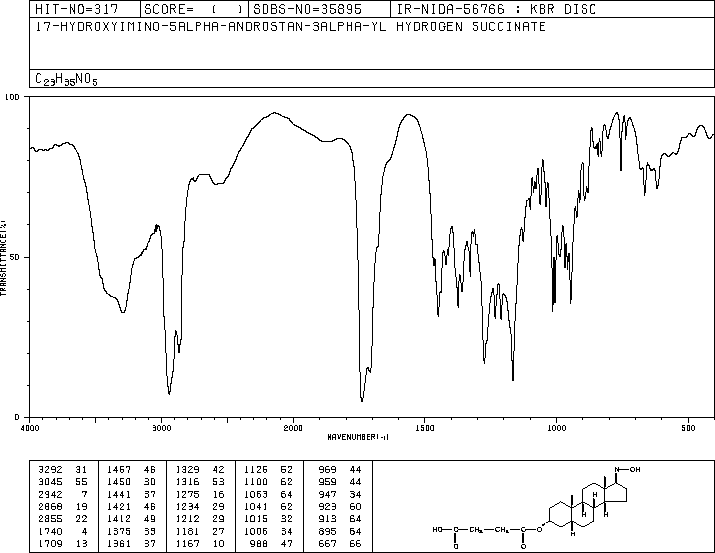 HIT-NO=317 SCORE= ( ) SDBS-NO=35895 IR-NIDA-56766 : KBR DISC
17-HYDROXYIMINO-5ALPHA-ANDROSTAN-3ALPHA-YL HYDROGEN SUCCINATE
C23H35NO5
100
50
0
TRANSMITTANCE(%)
4000 3000 2000 1500 1000 500
WAVENUMBER(-1)
3292 31 1467 46 1329 42 1126 52 969 44
3045 55 1450 30 1316 53 1100 62 959 44
2942 7 1441 37 1275 16 1063 64 947 34
2868 19 1421 46 1234 29 1041 62 923 60
2855 22 1412 49 1212 29 1015 32 913 64
1740 4 1375 33 1181 27 1006 34 895 64
1709 13 1361 37 1167 10 988 47 667 66
N—OH
H H
H H
HO—C—CH2—CH2—C—O
O O